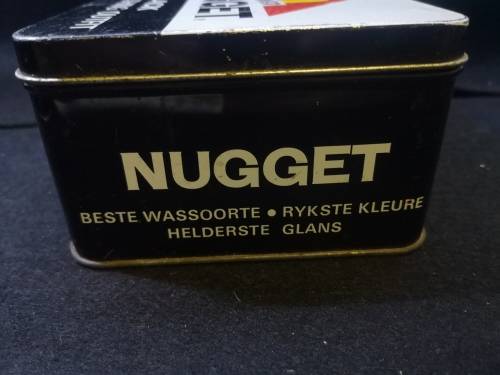 NUGGET
BESTE WASSOORTE • RYKSTE KLEURE
HELDERSTE GLANS